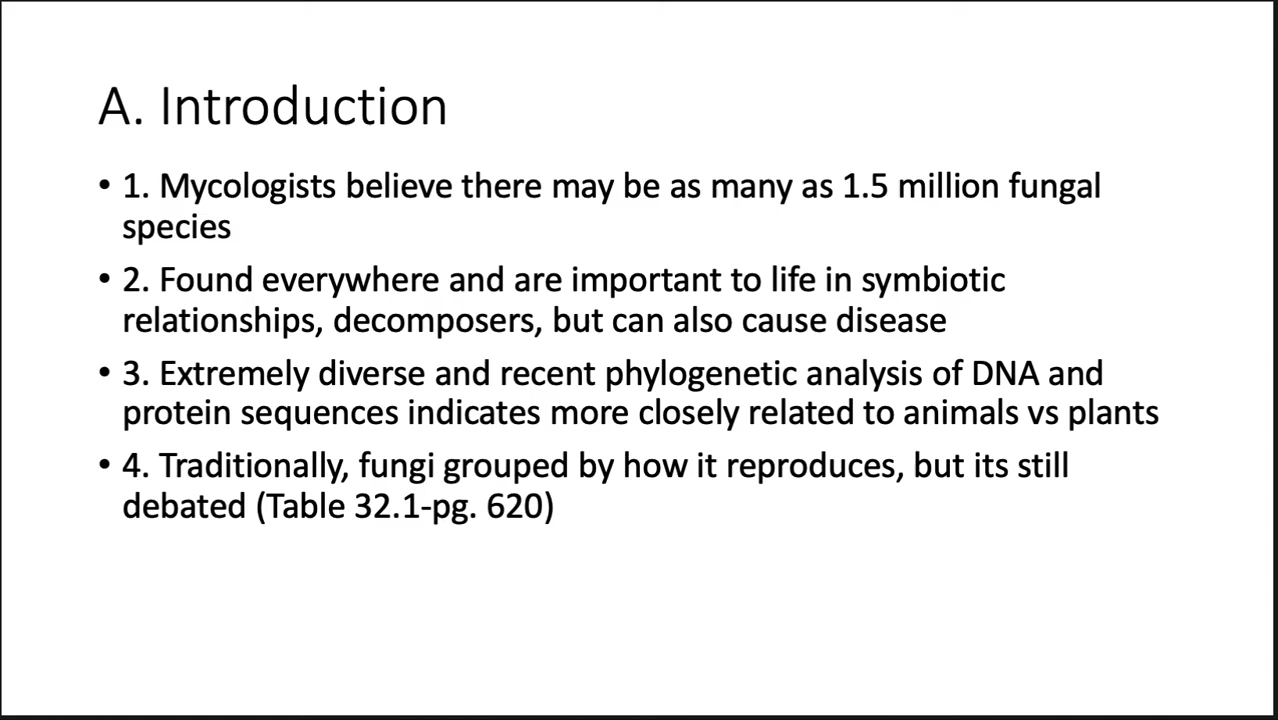 A. Introduction
• 1. Mycologists believe there may be as many as 1.5 million fungal
species
• 2. Found everywhere and are important to life in symbiotic
relationships, decomposers, but can also cause disease
• 3. Extremely diverse and recent phylogenetic analysis of DNA and
protein sequences indicates more closely related to animals vs plants
• 4. Traditionally, fungi grouped by how it reproduces, but its still
debated (Table 32.1-pg. 620)